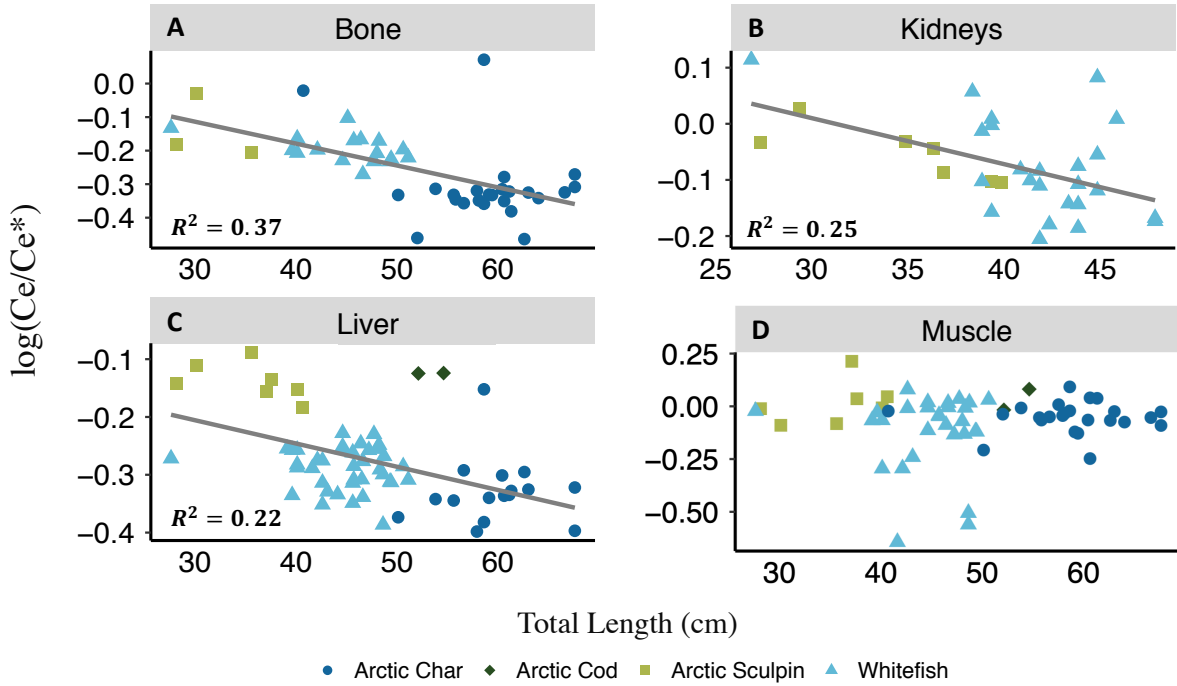 A Bone
B Kidneys
0.0
−0.1
−0.2
−0.3
−0.4
R² = 0.37
30 40 50 60
0.1
0.0
−0.1
−0.2
R² = 0.25
25 30 35 40 45
log(Ce/Ce*)
C Liver
D Muscle
−0.1
−0.2
−0.3
−0.4
R² = 0.22
30 40 50 60
0.25
0.00
−0.25
−0.50
30 40 50 60
Total Length (cm)
Arctic Char Arctic Cod Arctic Sculpin Whitefish